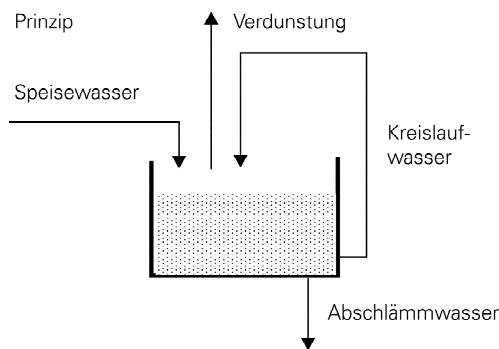 Prinzip
Verdunstung
Speisewasser
Kreislauf-
wasser
Abschlämmwasser